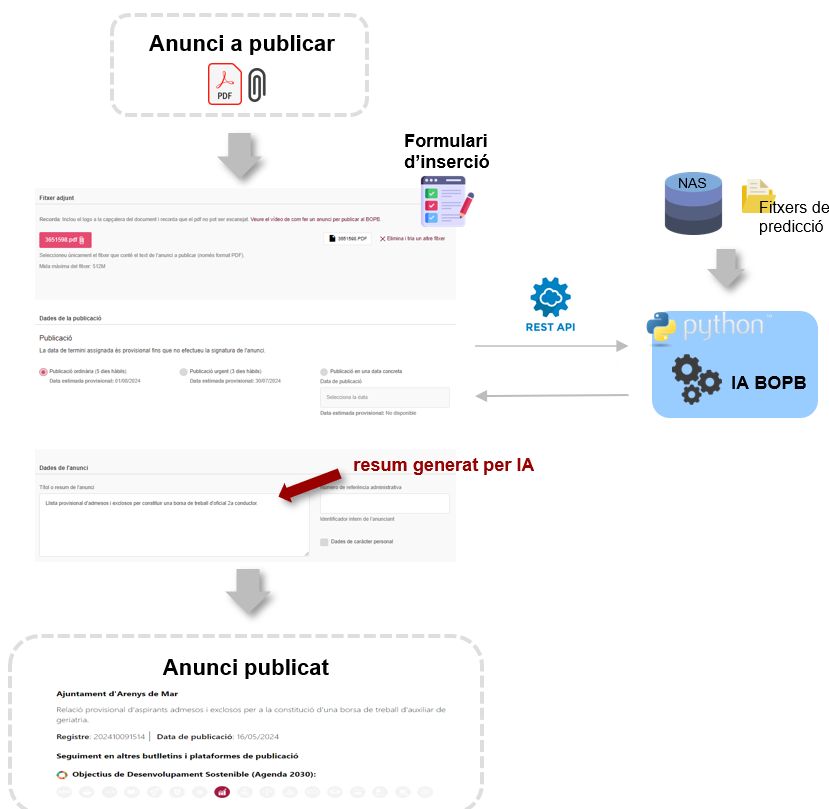 Anunci a publicar
PDF
Formulari
d'inserció
NAS
Fitxers de
predicció
Fitxer adjunt
Recorda: Inclou el logo a la capçalera del document i recorda que el pdf no pot ser escanejat. Veure el vídeo de com fer un anunci per publicar al BOPB.
3651598.pdf
3651598.PDF
Elimina i tria un altre fitxer
Seleccioneu únicament el fitxer que conté el text de l'anunci a publicar (només format PDF).
Mida màxima del fitxer: 512M
Dades de la publicació
Publicació
La data de termini assignada és provisional fins que no efectueu la signatura de l'anunci.
Publicació ordinària (5 dies hàbils)
Data estimada provisional: 01/08/2024
Publicació urgent (3 dies hàbils)
Data estimada provisional: 30/07/2024
Publicació en una data concreta
Data de publicació
Selecciona la data
Data estimada provisional: No disponible
REST API
python™
IA BOPB
resum generat per IA
Dades de l'anunci
Títol o resum de l'anunci
Llista provisional d'admesos i exclosos per constituir una borsa de treball d'oficial 2a conductor.
Número de referència administrativa
Identificador intern de l'anunciant
Dades de caràcter personal
Anunci publicat
Ajuntament d'Arenys de Mar
Relació provisional d'aspirants admesos i exclosos per a la constitució d'una borsa de treball d'auxiliar de
geriatria.
Registre: 202410091514 | Data de publicació: 16/05/2024
Seguiment en altres butlletins i plataformes de publicació
Objectius de Desenvolupament Sostenible (Agenda 2030):